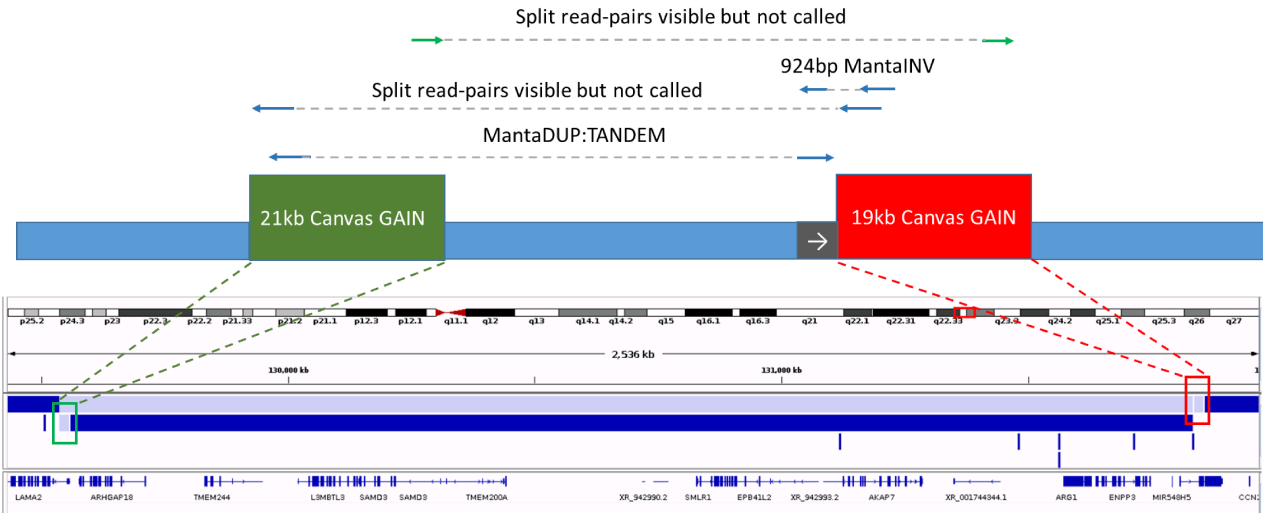 Split read-pairs visible but not called
924bp MantaINV
Split read-pairs visible but not called
MantaDUP:TANDEM
21kb Canvas GAIN
19kb Canvas GAIN
p25.2 p24.3 p23 p22.3 p22.2 p21.33 p21.2 p21.1 p12.3 p12.1 q11.1 q12 q13 q14.1 q14.2 q15 q16.1 q16.3 q21 q22.1 q22.31 q22.33 q23.3 q24.2 q25.1 q25.3 q26 q27
2,536 kb
130,000 kb 131,000 kb 1
LAMA2 ARHGAP18 TMEM244 L3MBTL3 SAMD3 SAMD3 TMEM200A XR_942990.2 SMLR1 EPB41L2 XR_942993.2 AKAP7 XR_001744344.1 ARG1 ENPP3 MIR548H5 CCN2